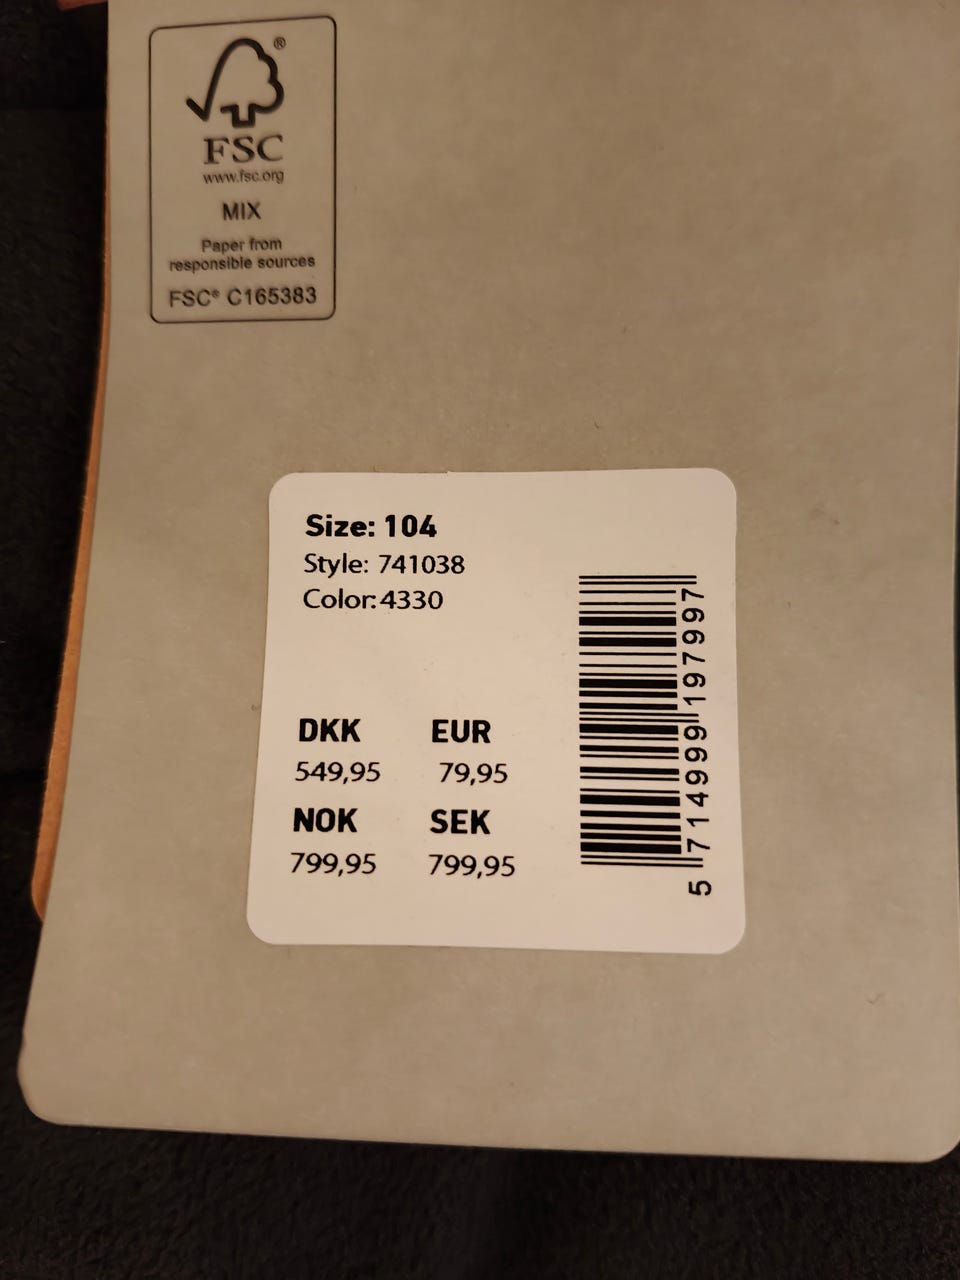 ®
FSC
www.fsc.org
MIX
Paper from
responsible sources
FSC® C165383
Size: 104
Style: 741038
Color: 4330
DKK EUR
549,95 79,95
NOK SEK
799,95 799,95
5 714999 197997